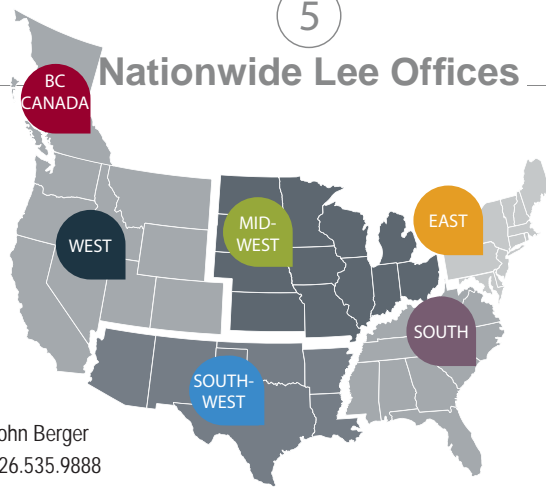 5
Nationwide Lee Offices
BC
CANADA
WEST
MID-
WEST
EAST
SOUTH
SOUTH-
WEST
ohn Berger
26.535.9888